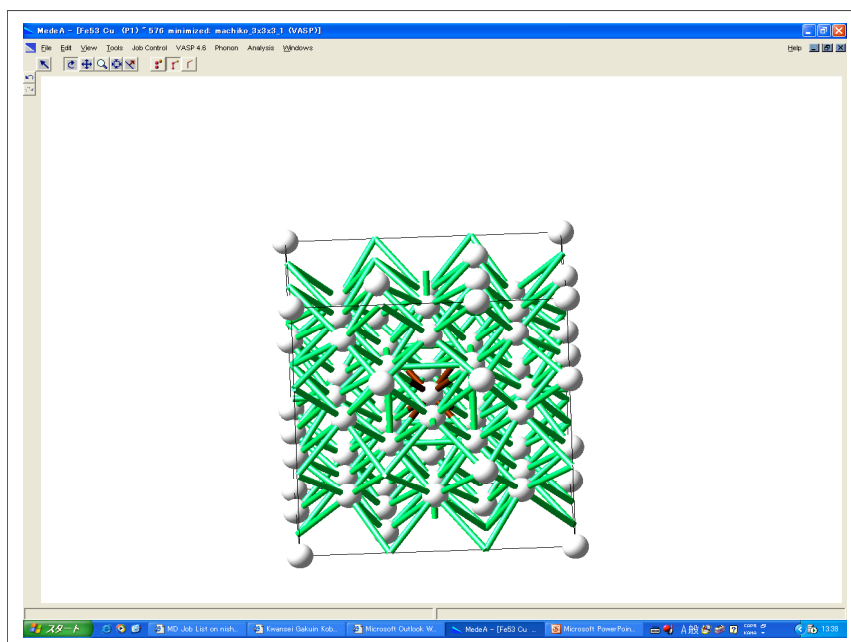 MedeA - [Fe53 Cu (P1) ~ 576 minimized: machiko_3x3x3_1 (VASP)]
File Edit View Tools Job Control VASP 4.6 Phonon Analysis Windows Help
スタート MD Job List on nish... Kwansei Gakuin Kob... Microsoft Outlook W... MedeA - [Fe53 Cu ... Microsoft PowerPoin... A 般 CAPS KANA 13:38